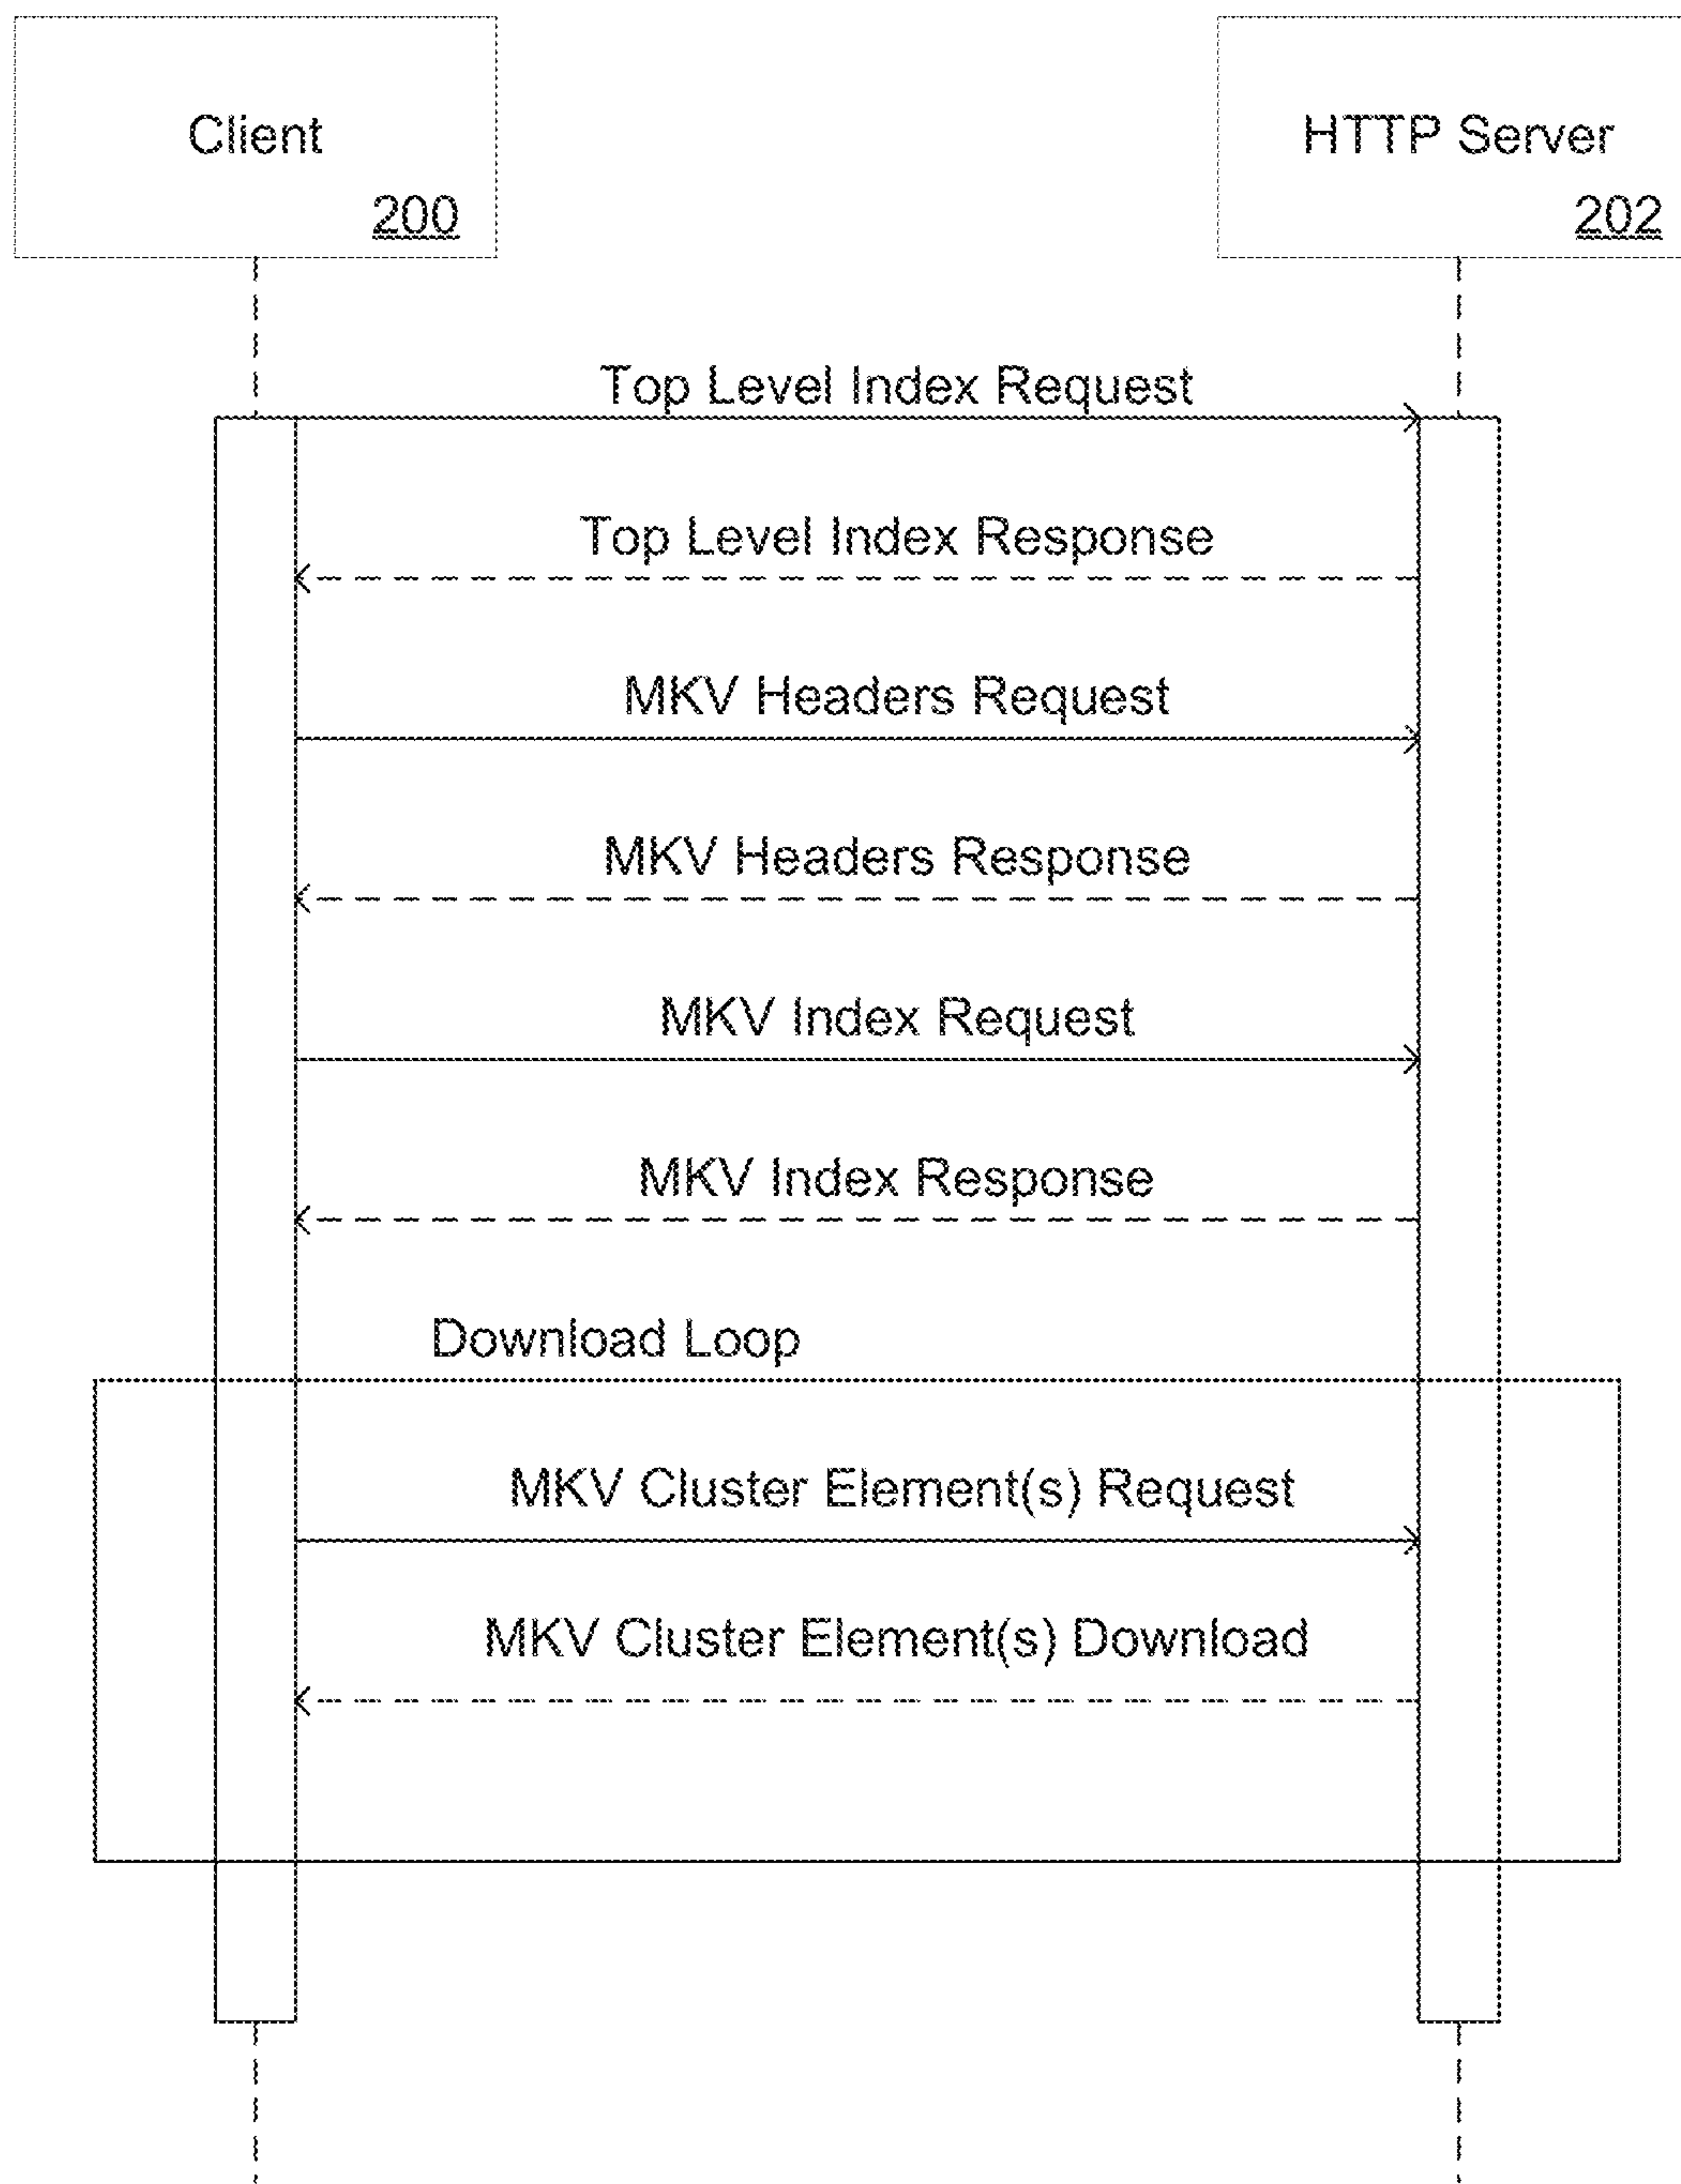 Client
200
HTTP Server
202
Top Level Index Request
Top Level Index Response
MKV Headers Request
MKV Headers Response
MKV Index Request
MKV Index Response
Download Loop
MKV Cluster Element(s) Request
MKV Cluster Element(s) Download